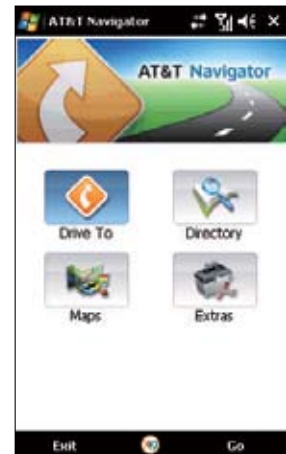 AT&T Navigator
AT&T Navigator
Drive To
Directory
Maps
Extras
Exit
Go